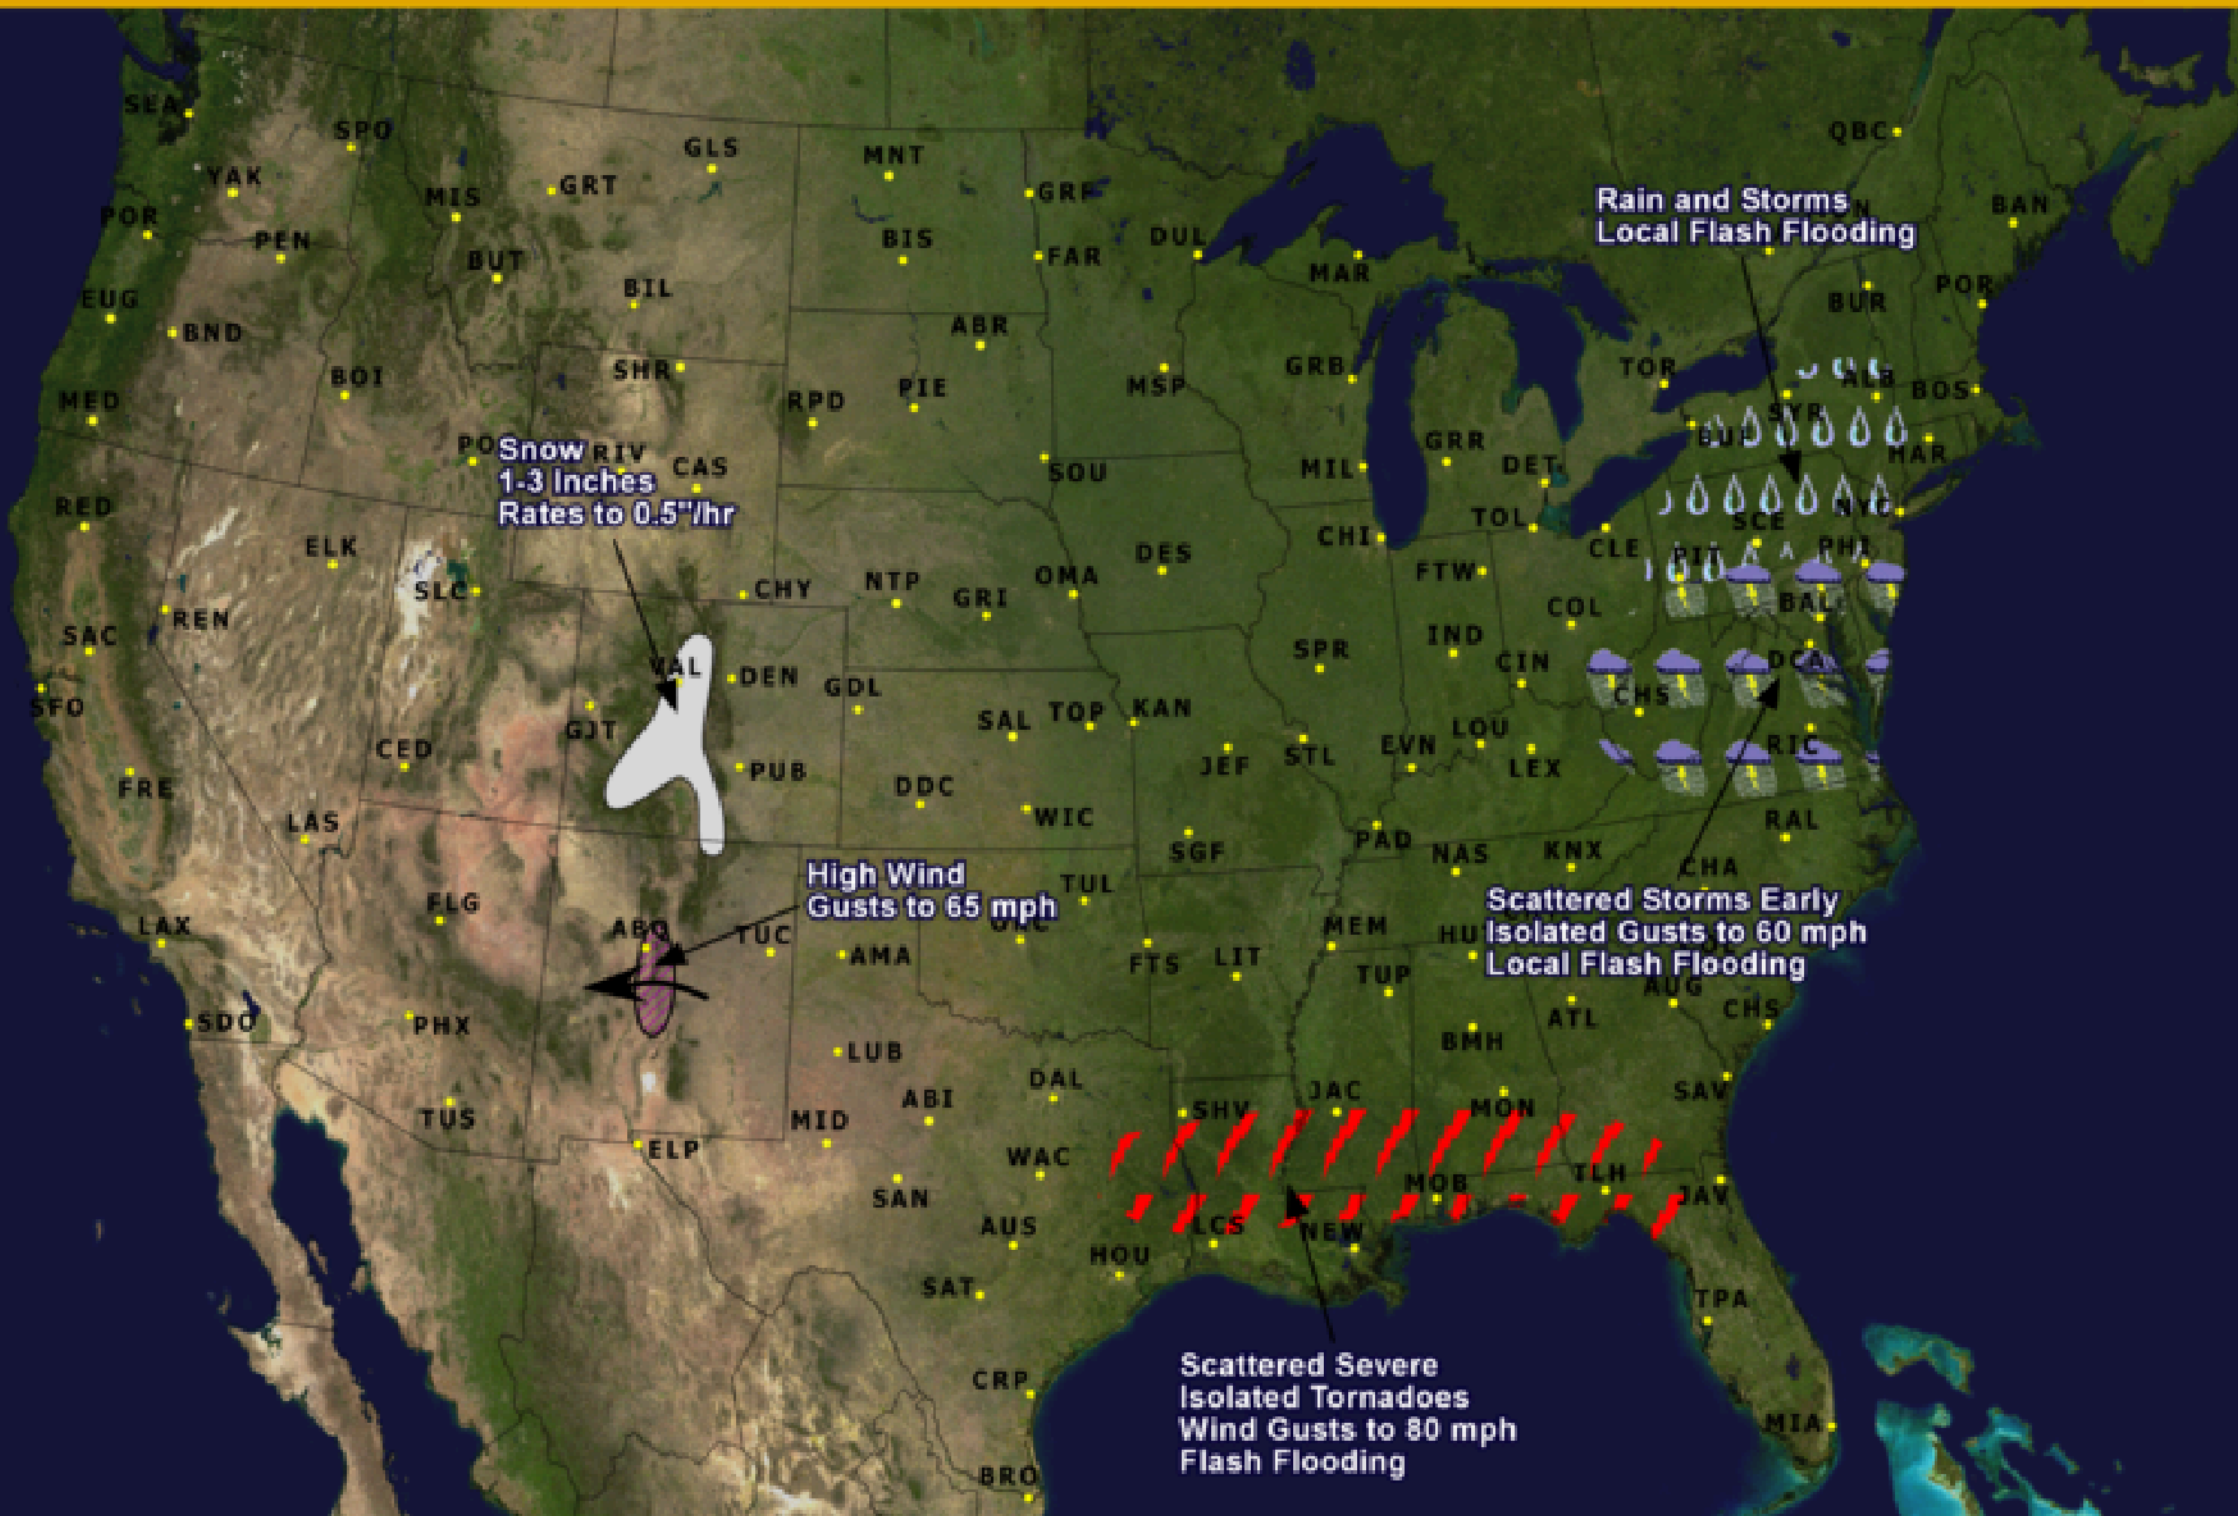 QBC
SEA
SPO
GLS
MNT
YAK
MIS
GRT
GRF
Rain and Storms
Local Flash Flooding
BAN
POR
PEN
BUT
BIS
FAR
DUL
MAR
EUG
BIL
BUR
POR
BND
ABR
BOI
SHR
RPD
PIE
MSP
GRB
TOR
ALB
BOS
MED
SYR
BUF
HAR
Snow
1-3 Inches
Rates to 0.5"/hr
RIV
CAS
SOU
MIL
GRR
DET
RED
TOL
SCE
NYC
ELK
CHI
CLE
PIT
PHI
SLC
CHY
NTP
GRI
OMA
DES
FTW
COL
BAL
REN
SAC
IND
SPR
CIN
DCA
VAL
DEN
GDL
SFO
GJT
SAL
TOP
KAN
CHS
CED
PUB
JEF
STL
EVN
LOU
LEX
RIC
FRE
DDC
WIC
LAS
SGF
PAD
NAS
KNX
RAL
CHA
High Wind
Gusts to 65 mph
TUL
FLG
LAX
ABQ
TUC
AMA
FTS
LIT
MEM
Scattered Storms Early
Isolated Gusts to 60 mph
Local Flash Flooding
TUP
AUG
SDO
PHX
LUB
BMH
ATL
CHS
DAL
JAC
SAV
TUS
MID
ABI
SHV
MON
ELP
WAC
SAN
MOB
TLH
JAV
AUS
LCS
NEW
HOU
SAT
TPA
CRP
Scattered Severe
Isolated Tornadoes
Wind Gusts to 80 mph
Flash Flooding
MIA
BRO